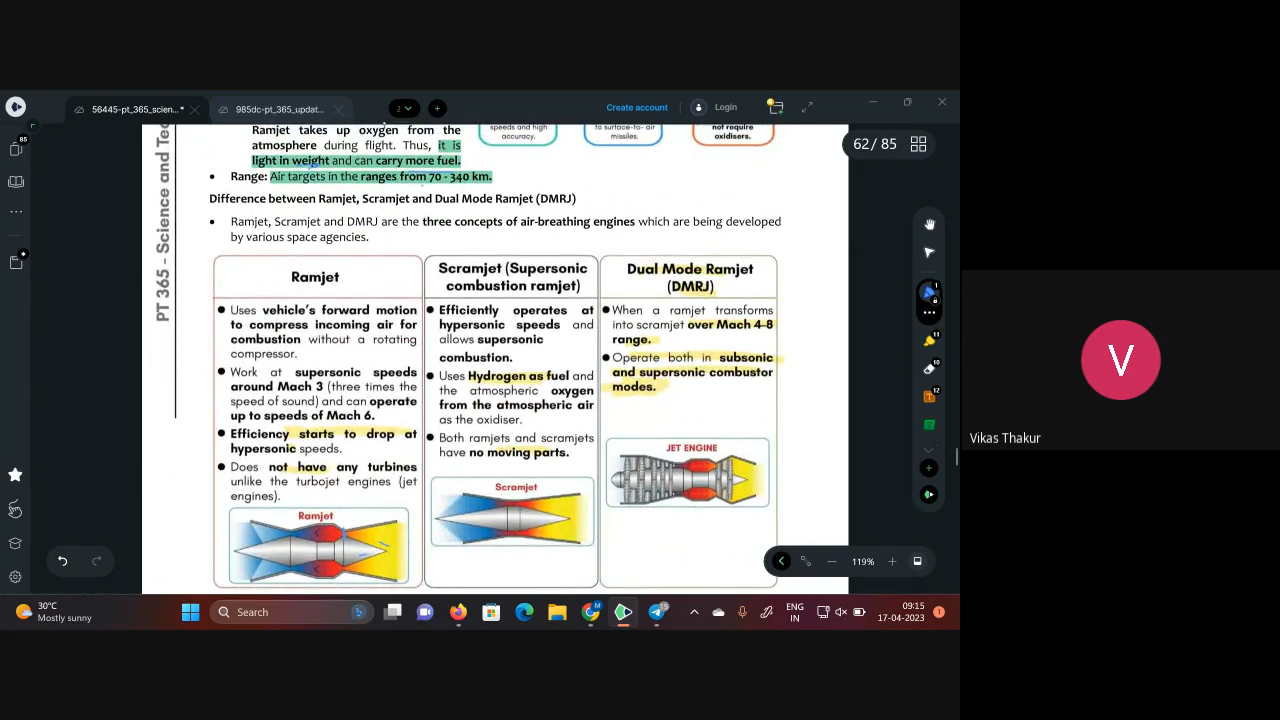 56445-pt_365_scien... *
985dc-pt_365_updat...
2
Create account
Login
85
PT 365 - Science and Tec
Ramjet takes up oxygen from the
atmosphere during flight. Thus, it is
light in weight and can carry more fuel.
speeds and high
accuracy.
to surface-to- air
missiles.
not require
oxidisers.
62 / 85
• Range: Air targets in the ranges from 70 - 340 km.
Difference between Ramjet, Scramjet and Dual Mode Ramjet (DMRJ)
• Ramjet, Scramjet and DMRJ are the three concepts of air-breathing engines which are being developed
by various space agencies.
Ramjet
● Uses vehicle's forward motion
to compress incoming air for
combustion without a rotating
compressor.
● Work at supersonic speeds
around Mach 3 (three times the
speed of sound) and can operate
up to speeds of Mach 6.
● Efficiency starts to drop at
hypersonic speeds.
● Does not have any turbines
unlike the turbojet engines (jet
engines).
Ramjet
Scramjet (Supersonic
combustion ramjet)
● Efficiently operates at
hypersonic speeds and
allows supersonic
combustion.
● Uses Hydrogen as fuel and
the atmospheric oxygen
from the atmospheric air
as the oxidiser.
● Both ramjets and scramjets
have no moving parts.
Scramjet
Dual Mode Ramjet
(DMRJ)
● When a ramjet transforms
into scramjet over Mach 4-8
range.
● Operate both in subsonic
and supersonic combustor
modes.
JET ENGINE
1
11
10
12
119%
V
Vikas Thakur
30°C
Mostly sunny
Search
ENG
IN
09:15
17-04-2023
1